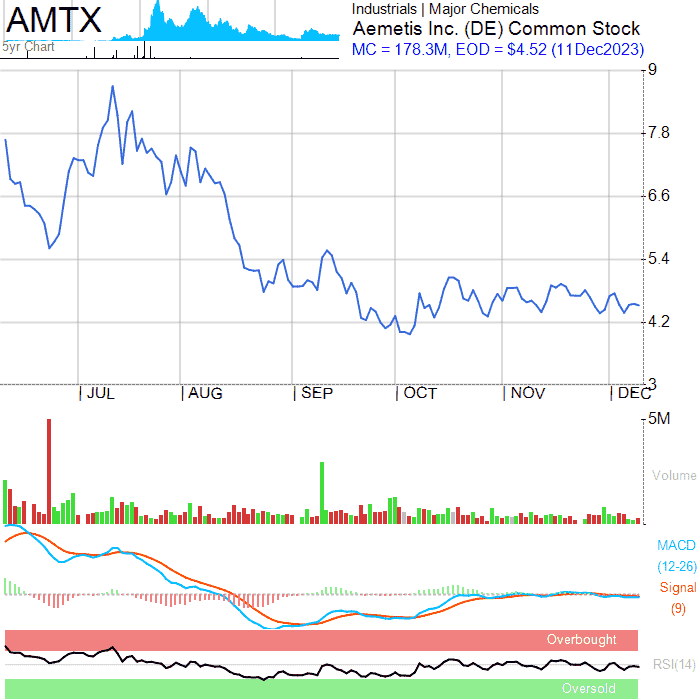 AMTX
5yr Chart
Industrials | Major Chemicals
Aemetis Inc. (DE) Common Stock
MC = 178.3M, EOD = $4.52 (11Dec2023)
9
7.8
6.6
5.4
4.2
3
JUL
AUG
SEP
OCT
NOV
DEC
5M
Volume
MACD
(12-26)
Signal
(9)
Overbought
RSI(14)
Oversold